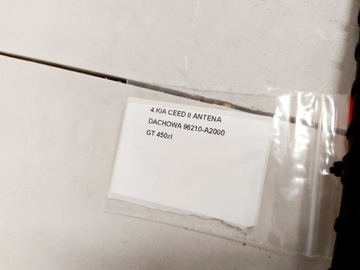 4.KIA CEED II ANTENA
DACHOWA 96210-A2000
GT 450zł